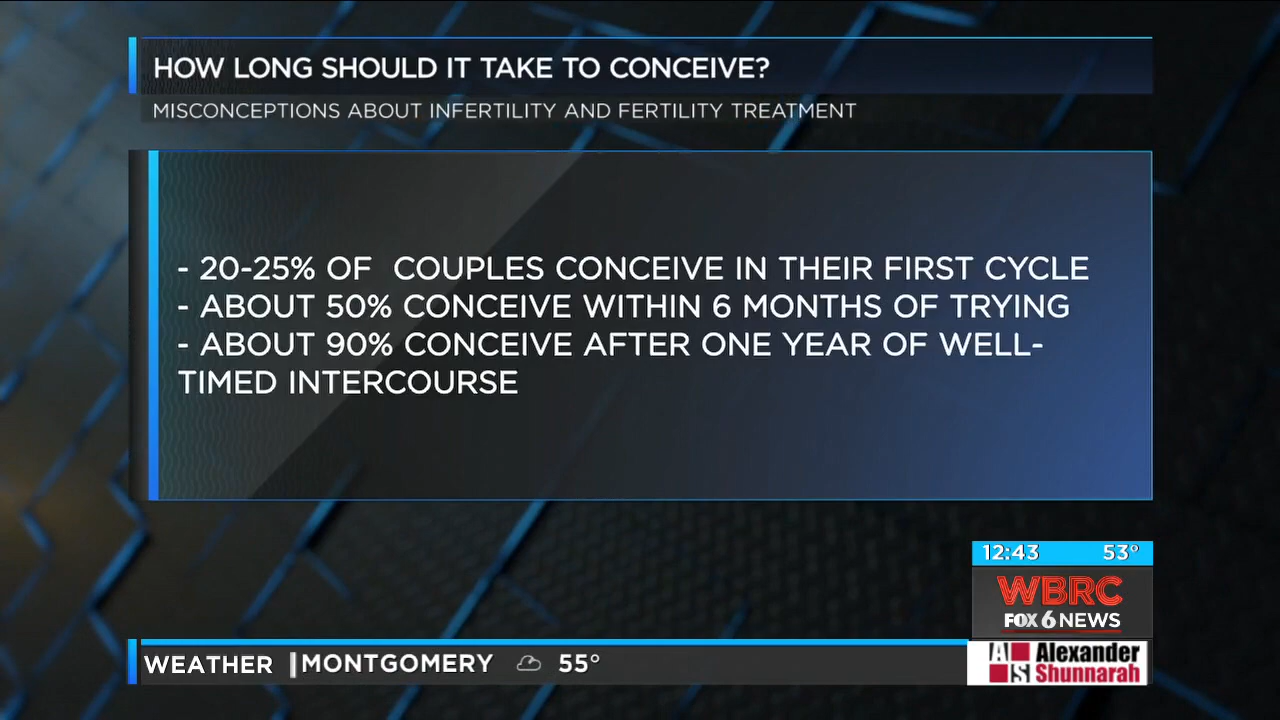 HOW LONG SHOULD IT TAKE TO CONCEIVE?
MISCONCEPTIONS ABOUT INFERTILITY AND FERTILITY TREATMENT
- 20-25% OF COUPLES CONCEIVE IN THEIR FIRST CYCLE
- ABOUT 50% CONCEIVE WITHIN 6 MONTHS OF TRYING
- ABOUT 90% CONCEIVE AFTER ONE YEAR OF WELL-
TIMED INTERCOURSE
12:43 53°
WBRC
FOX 6 NEWS
WEATHER | MONTGOMERY 55°
AS Alexander
Shunnarah